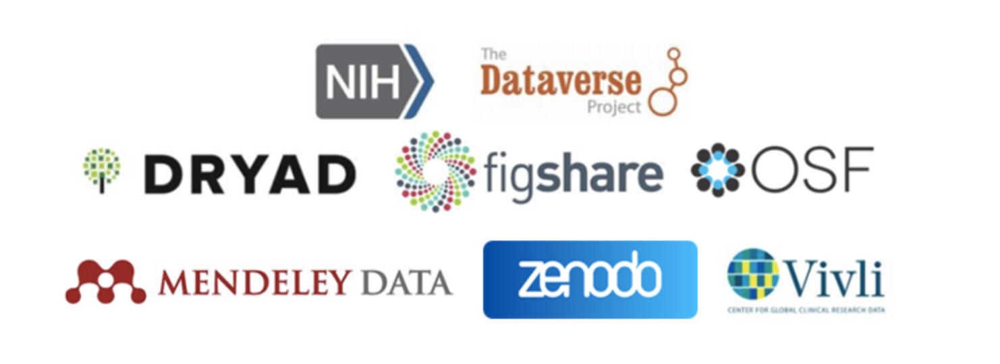 NIH
The
Dataverse
Project
DRYAD
figshare
OSF
MENDELEY DATA
zenodo
Vivli
CENTER FOR GLOBAL CLINICAL RESEARCH DATA